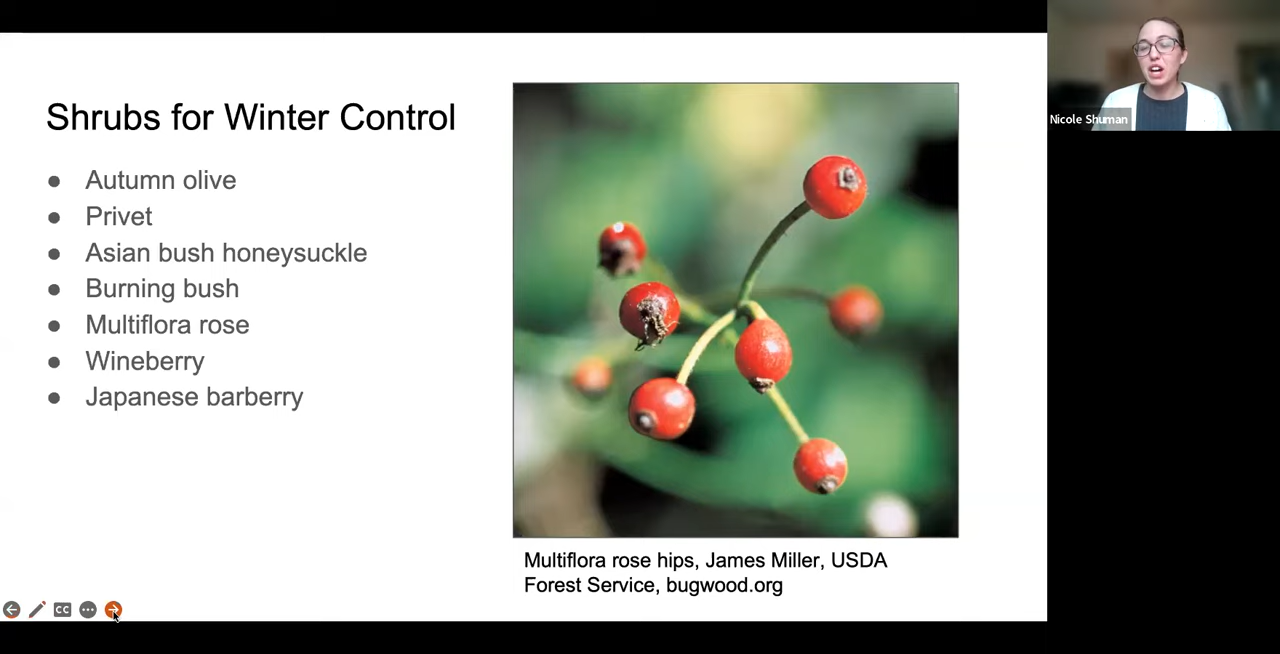 Shrubs for Winter Control
● Autumn olive
● Privet
● Asian bush honeysuckle
● Burning bush
● Multiflora rose
● Wineberry
● Japanese barberry
Multiflora rose hips, James Miller, USDA
Forest Service, bugwood.org
Nicole Shuman
CC